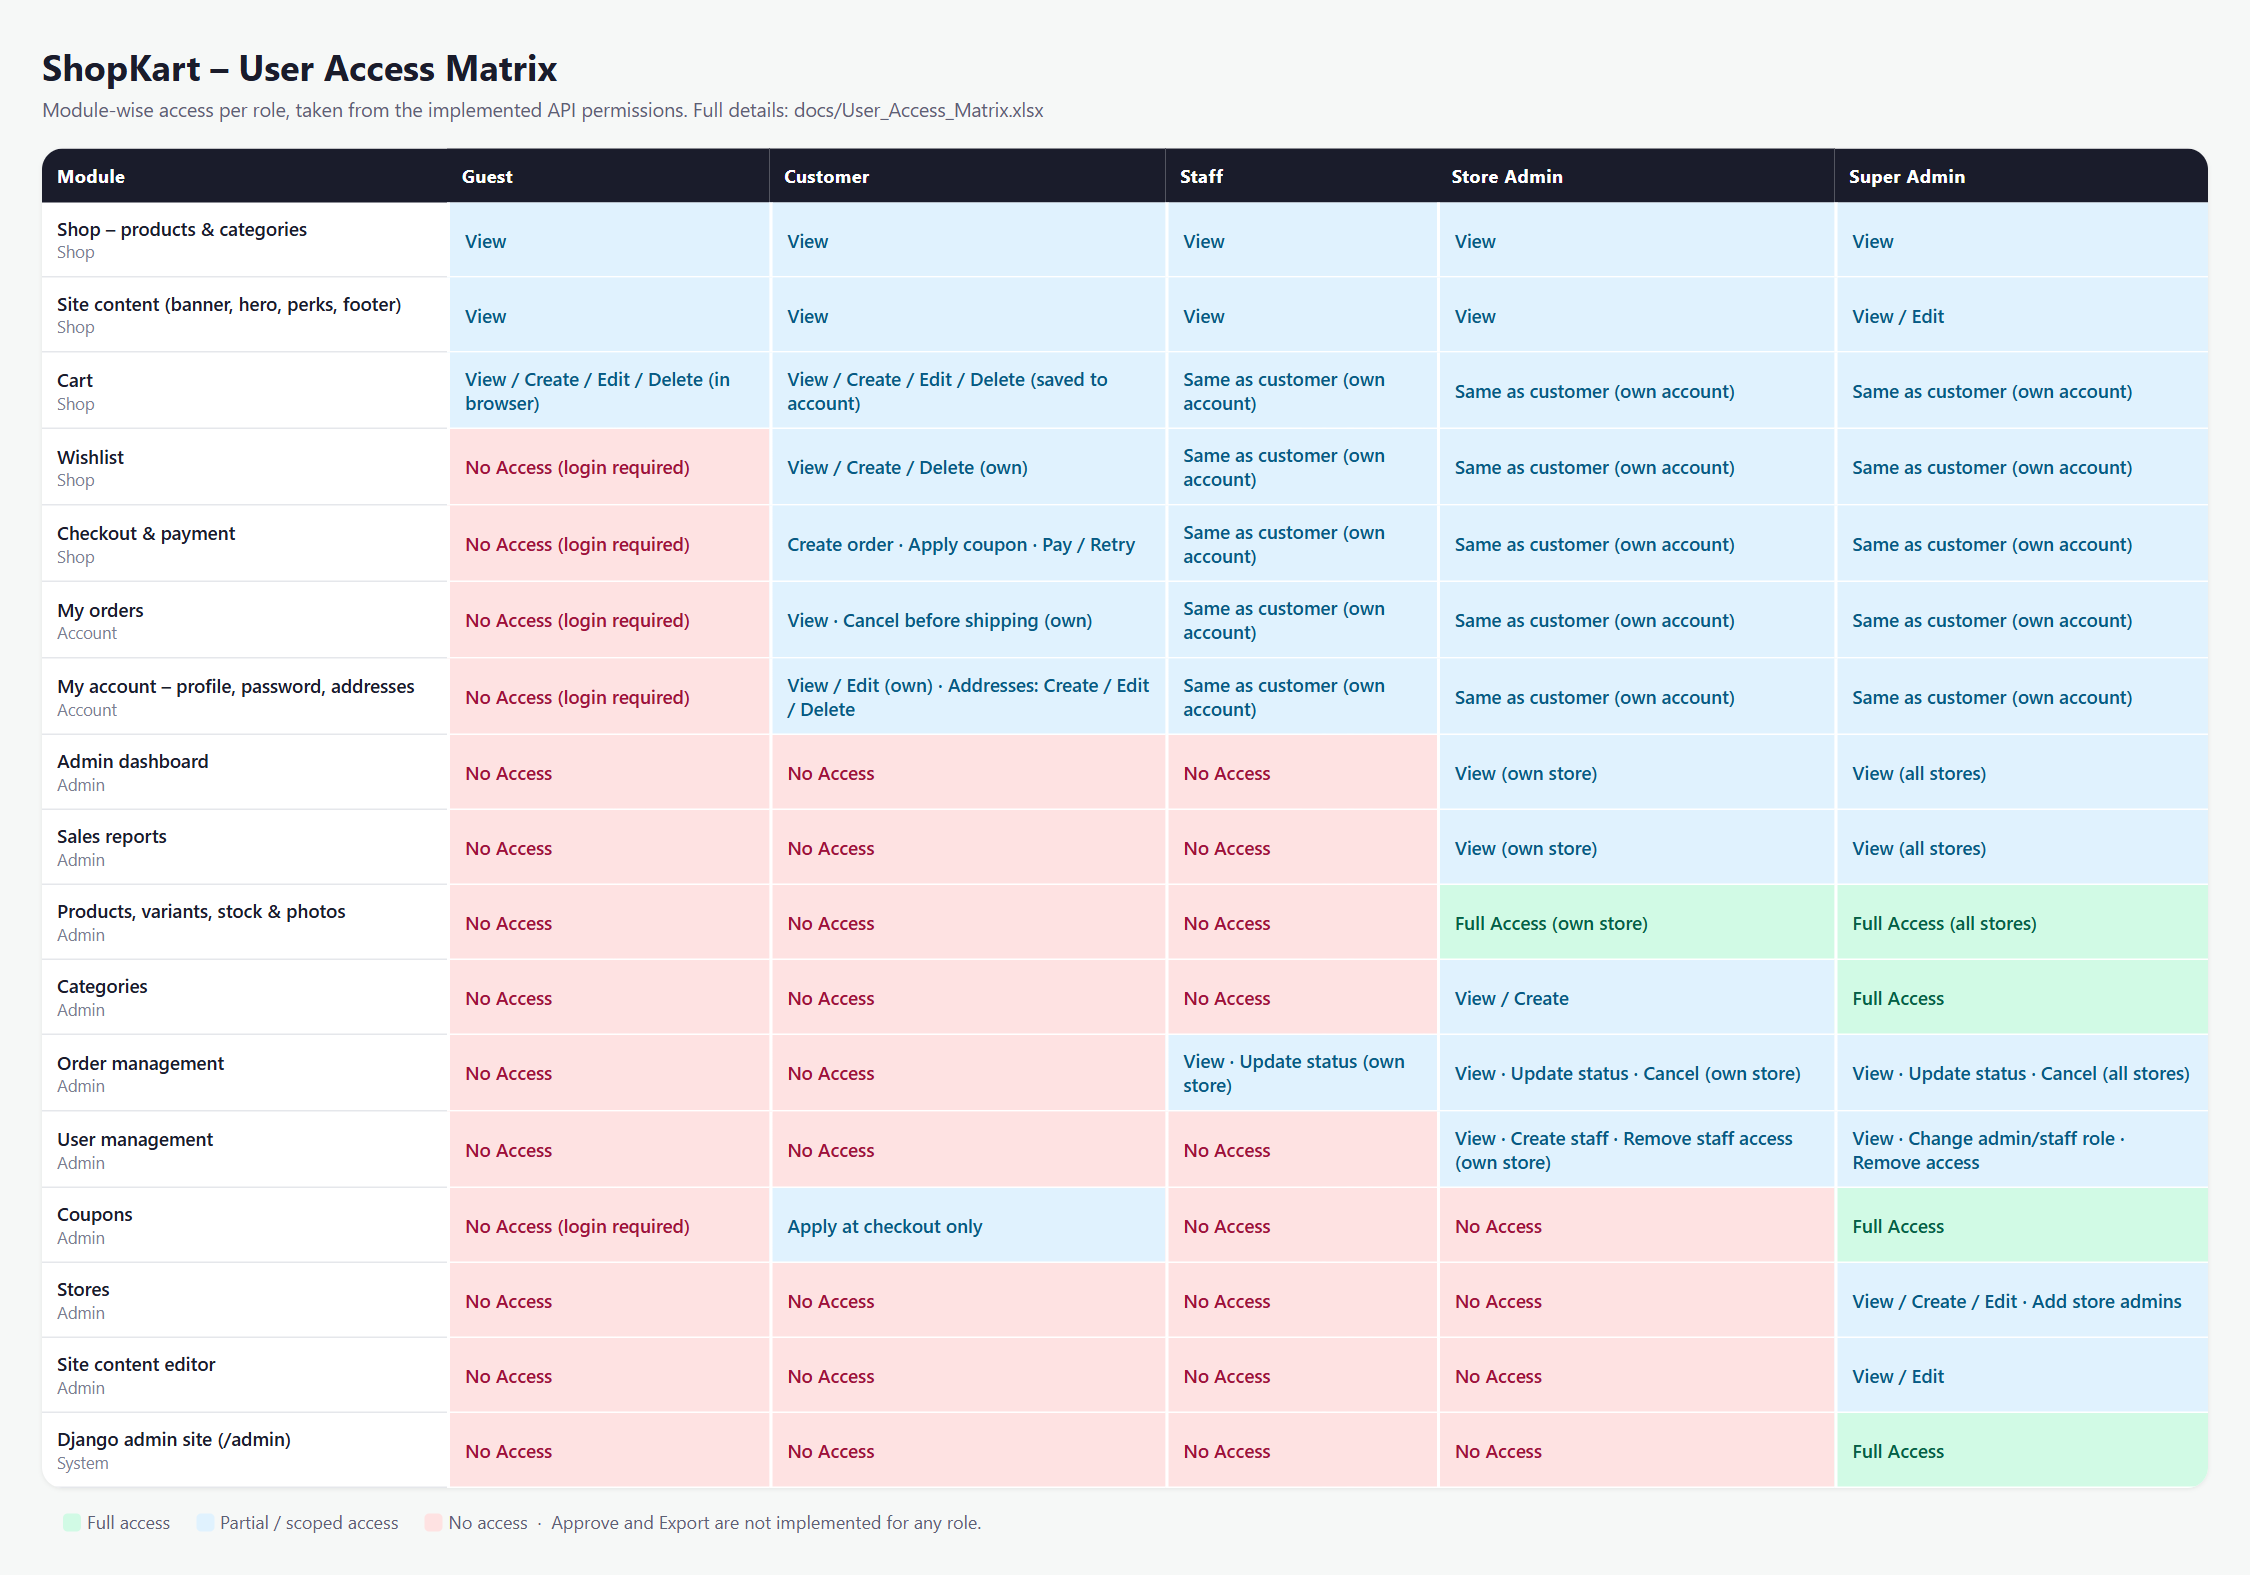 ShopKart – User Access Matrix
Module-wise access per role, taken from the implemented API permissions. Full details: docs/User_Access_Matrix.xlsx
Module Guest Customer Staff Store Admin Super Admin
Shop – products & categories
Shop
View View View View View
Site content (banner, hero, perks, footer)
Shop
View View View View View / Edit
Cart
Shop
View / Create / Edit / Delete (in
browser)
View / Create / Edit / Delete (saved to
account)
Same as customer (own
account)
Same as customer (own account)
Same as customer (own account)
Wishlist
Shop
No Access (login required)
View / Create / Delete (own)
Same as customer (own
account)
Same as customer (own account)
Same as customer (own account)
Checkout & payment
Shop
No Access (login required)
Create order · Apply coupon · Pay / Retry
Same as customer (own
account)
Same as customer (own account)
Same as customer (own account)
My orders
Account
No Access (login required)
View · Cancel before shipping (own)
Same as customer (own
account)
Same as customer (own account)
Same as customer (own account)
My account – profile, password, addresses
Account
No Access (login required)
View / Edit (own) · Addresses: Create / Edit
/ Delete
Same as customer (own
account)
Same as customer (own account)
Same as customer (own account)
Admin dashboard
Admin
No Access No Access No Access View (own store) View (all stores)
Sales reports
Admin
No Access No Access No Access View (own store) View (all stores)
Products, variants, stock & photos
Admin
No Access No Access No Access Full Access (own store) Full Access (all stores)
Categories
Admin
No Access No Access No Access View / Create Full Access
Order management
Admin
No Access
No Access
View · Update status (own
store)
View · Update status · Cancel (own store)
View · Update status · Cancel (all stores)
User management
Admin
No Access
No Access
No Access
View · Create staff · Remove staff access
(own store)
View · Change admin/staff role ·
Remove access
Coupons
Admin
No Access (login required) Apply at checkout only No Access No Access Full Access
Stores
Admin
No Access No Access No Access No Access View / Create / Edit · Add store admins
Site content editor
Admin
No Access No Access No Access No Access View / Edit
Django admin site (/admin)
System
No Access No Access No Access No Access Full Access
Full access Partial / scoped access No access · Approve and Export are not implemented for any role.